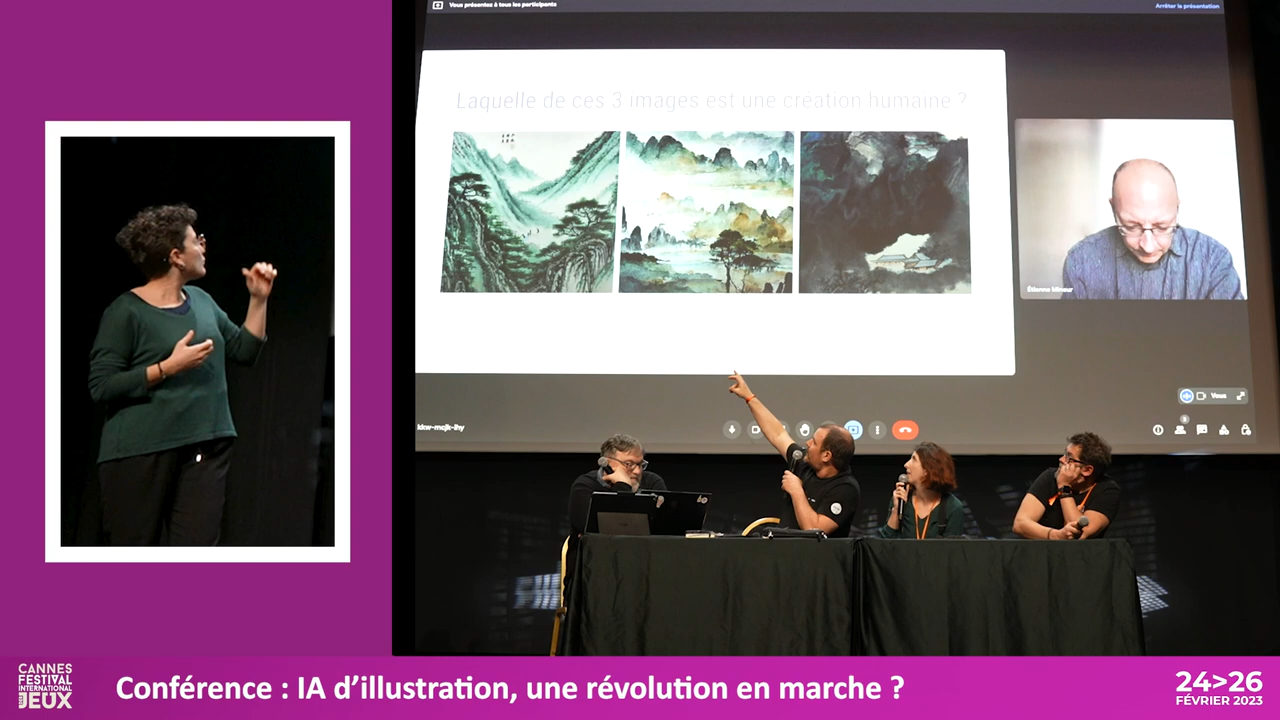 Vous présentez à tous les participants
Arrêter la présentation
Laquelle de ces 3 images est une création humaine ?
Étienne Mineur
Vous
CANNES
FESTIVAL
INTERNATIONAL
DES
JEUX
Conférence : IA d'illustration, une révolution en marche ?
24>26
FÉVRIER 2023